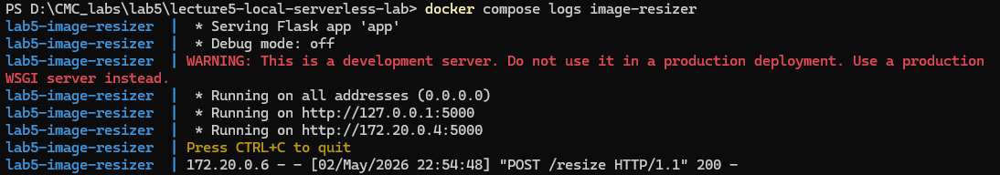 PS D:\CMC_labs\lab5\lecture5-local-serverless-lab> docker compose logs image-resizer
lab5-image-resizer  |  * Serving Flask app 'app'
lab5-image-resizer  |  * Debug mode: off
lab5-image-resizer  | WARNING: This is a development server. Do not use it in a production deployment. Use a production
WSGI server instead.
lab5-image-resizer  |  * Running on all addresses (0.0.0.0)
lab5-image-resizer  |  * Running on http://127.0.0.1:5000
lab5-image-resizer  |  * Running on http://172.20.0.4:5000
lab5-image-resizer  | Press CTRL+C to quit
lab5-image-resizer  | 172.20.0.6 - - [02/May/2026 22:54:48] "POST /resize HTTP/1.1" 200 -